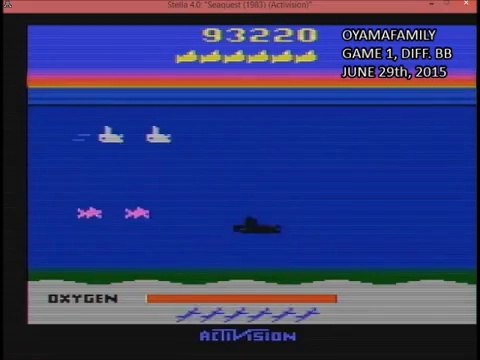 Stella 4.0: "Seaquest (1983) (Activision)"
93220
OYAMAFAMILY
GAME 1, DIFF. BB
JUNE 29th, 2015
OXYGEN
ACTIVISION